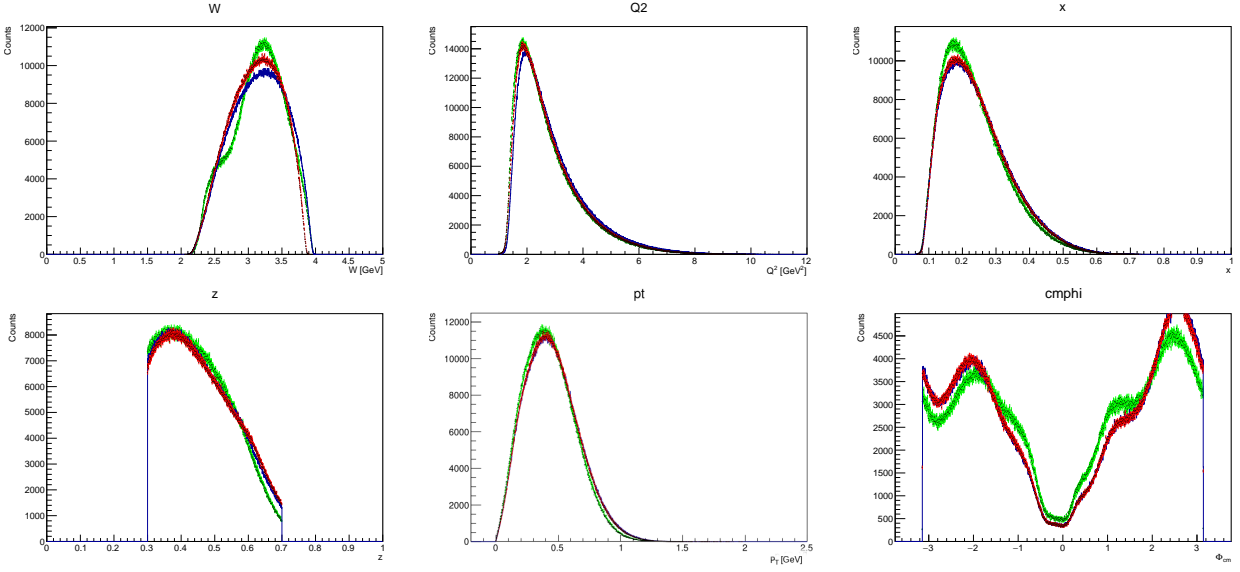 W
Counts
12000
10000
8000
6000
4000
2000
0
0 0.5 1 1.5 2 2.5 3 3.5 4 4.5 5
W [GeV]
Q2
Counts
14000
12000
10000
8000
6000
4000
2000
0
0 2 4 6 8 10 12
Q² [GeV²]
x
Counts
10000
8000
6000
4000
2000
0
0 0.1 0.2 0.3 0.4 0.5 0.6 0.7 0.8 0.9 1
x
z
Counts
8000
7000
6000
5000
4000
3000
2000
1000
0
0 0.1 0.2 0.3 0.4 0.5 0.6 0.7 0.8 0.9 1
z
pt
Counts
12000
10000
8000
6000
4000
2000
0
0 0.5 1 1.5 2 2.5
p_T [GeV]
cmphi
Counts
4500
4000
3500
3000
2500
2000
1500
1000
500
0
−3 −2 −1 0 1 2 3
Φ_cm